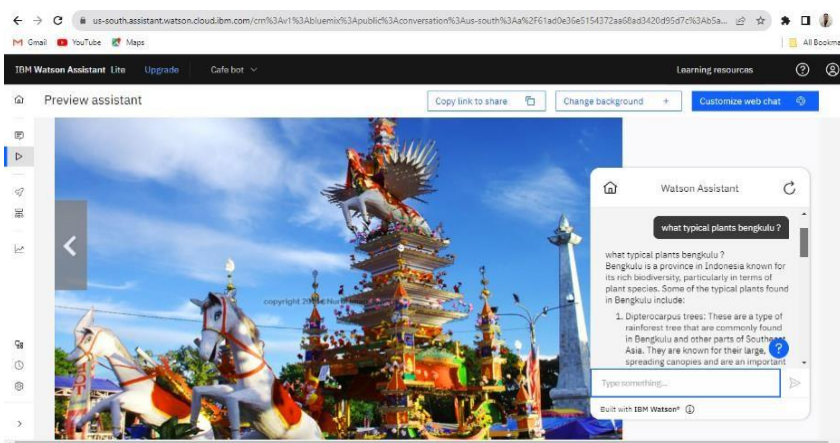 us-south.assistant.watson.cloud.ibm.com/crn%3Av1%3Abluemix%3Apublic%3Aconversation%3Aus-south%3Aa%2F61ad0e36e5154372aa68ad3420d95d7c%3Ab5a...
Gmail YouTube Maps All Bookma
IBM Watson Assistant Lite Upgrade Cafe bot Learning resources
Preview assistant Copy link to share Change background + Customize web chat
Watson Assistant
what typical plants bengkulu ?
what typical plants bengkulu ?
Bengkulu is a province in Indonesia known for
its rich biodiversity, particularly in terms of
plant species. Some of the typical plants found
in Bengkulu include:
1. Dipterocarpus trees: These are a type of
rainforest tree that are commonly found
in Bengkulu and other parts of Southeast
Asia. They are known for their large,
spreading canopies and are an important
copyright
Type something...
Built with IBM Watson®